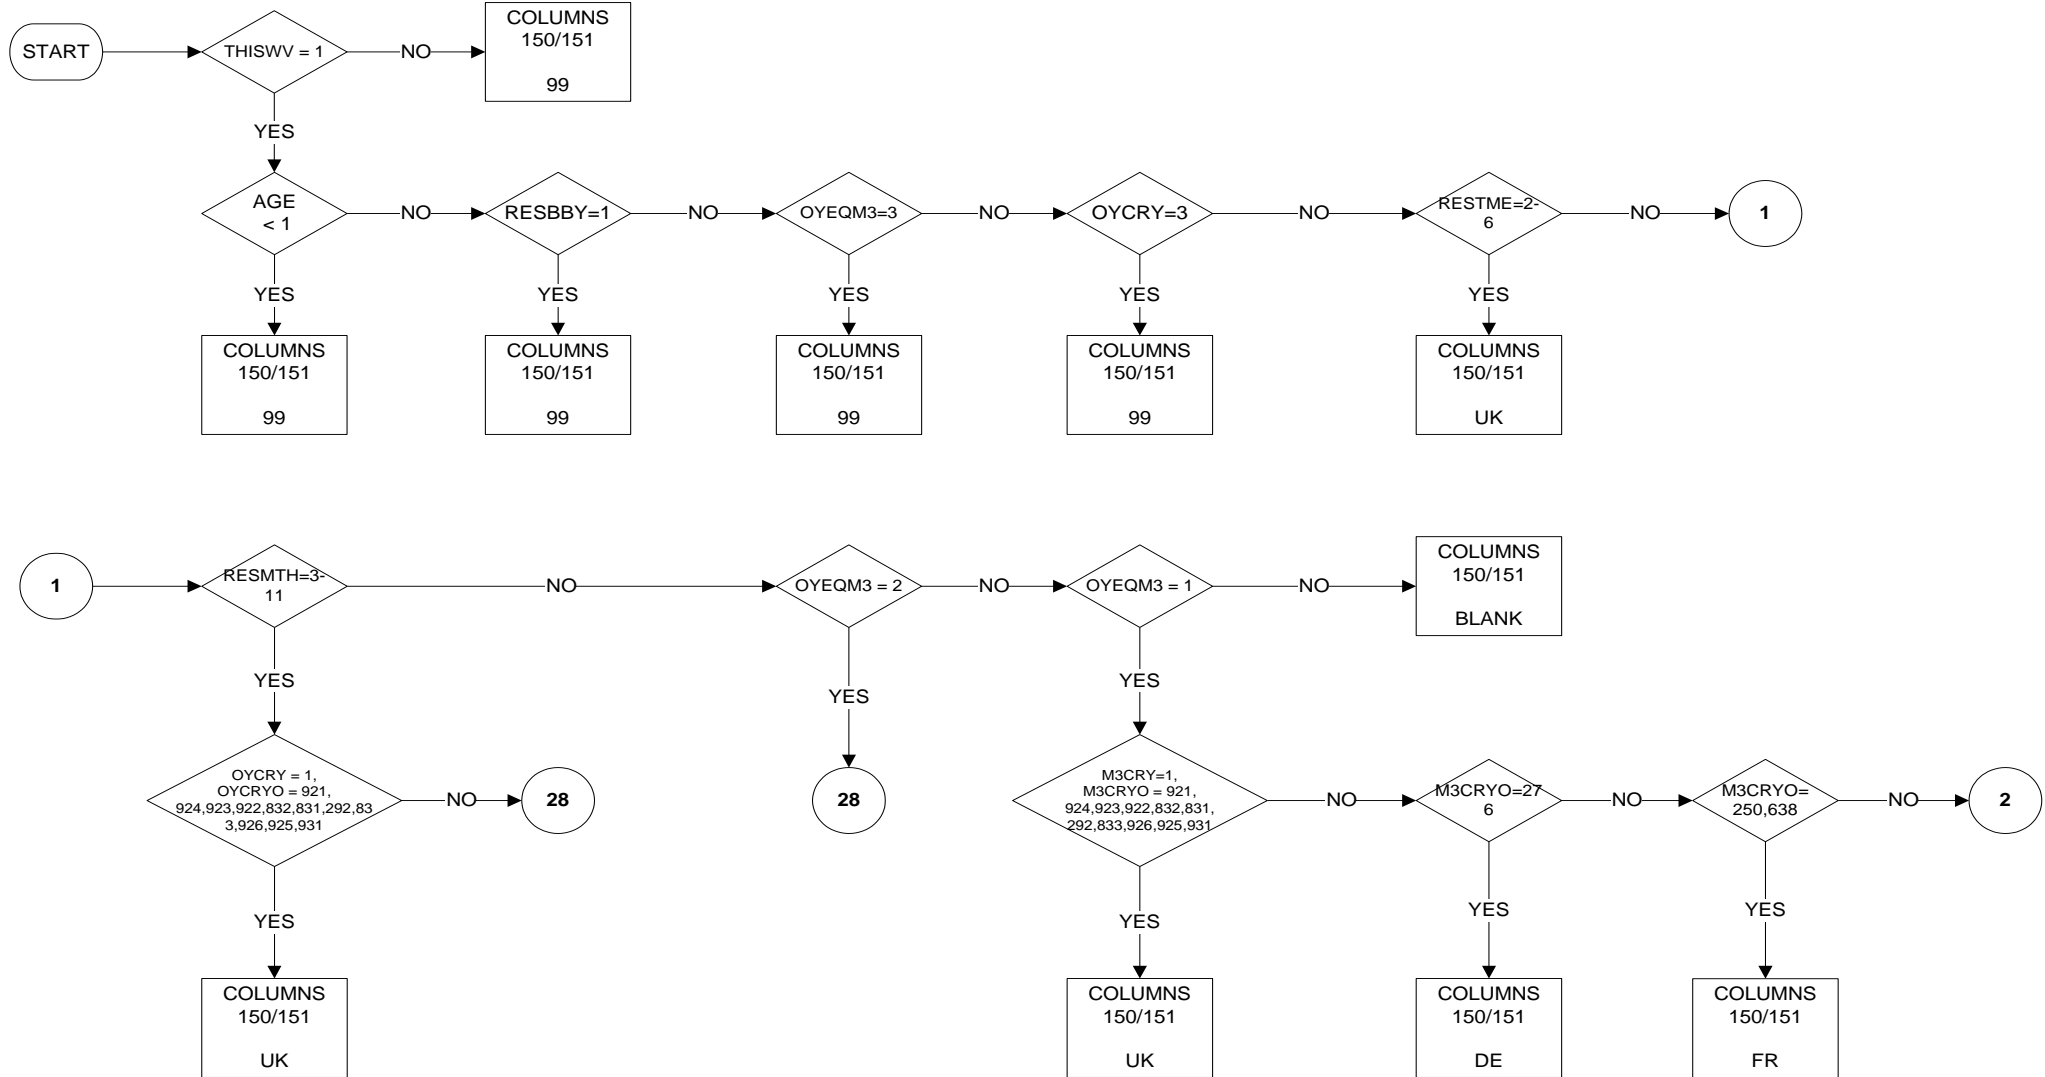 START
THISWV = 1
NO
COLUMNS
150/151
99
YES
AGE
< 1
NO
RESBBY=1
NO
OYEQM3=3
NO
OYCRY=3
NO
RESTME=2-
6
NO
1
YES
YES
YES
YES
YES
COLUMNS
150/151
99
COLUMNS
150/151
99
COLUMNS
150/151
99
COLUMNS
150/151
99
COLUMNS
150/151
UK
1
RESMTH=3-
11
NO
OYEQM3 = 2
NO
OYEQM3 = 1
NO
COLUMNS
150/151
BLANK
YES
YES
YES
OYCRY = 1,
OYCRYO = 921,
924,923,922,832,831,292,83
3,926,925,931
NO
28
28
M3CRY=1,
M3CRYO = 921,
924,923,922,832,831,
292,833,926,925,931
NO
M3CRYO=27
6
NO
M3CRYO=
250,638
NO
2
YES
YES
YES
YES
COLUMNS
150/151
UK
COLUMNS
150/151
UK
COLUMNS
150/151
DE
COLUMNS
150/151
FR